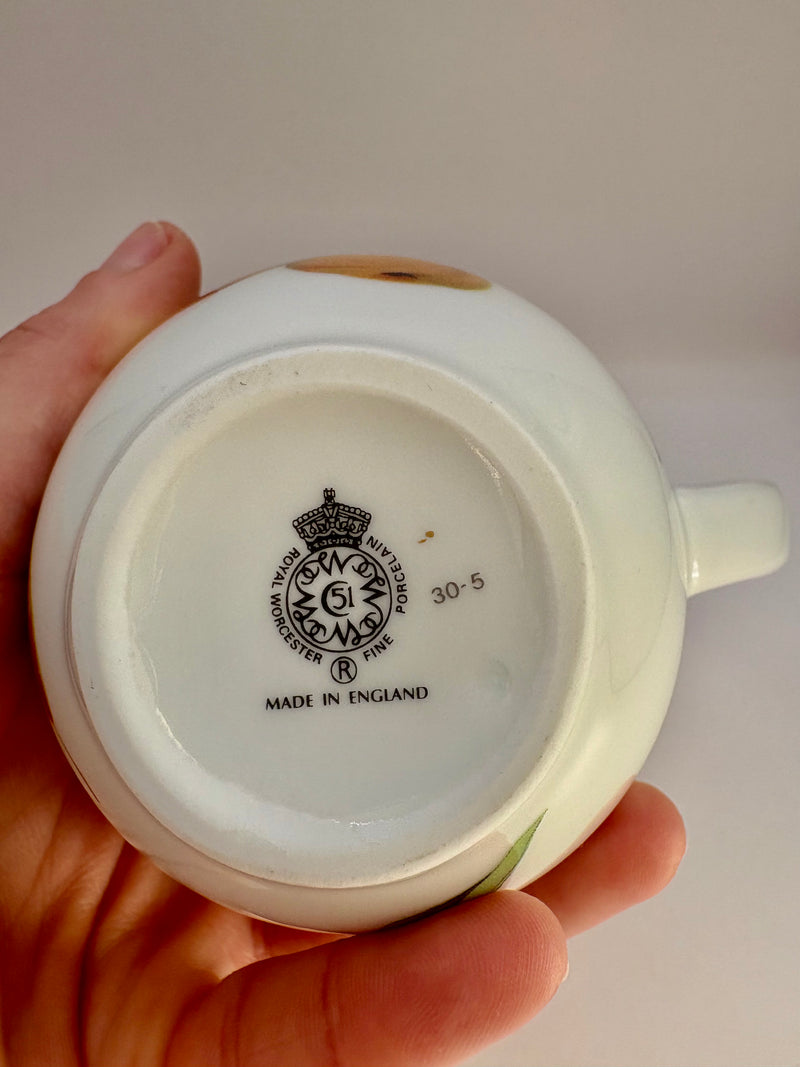 ROYAL WORCESTER FINE PORCELAIN
51
®
MADE IN ENGLAND
30-5